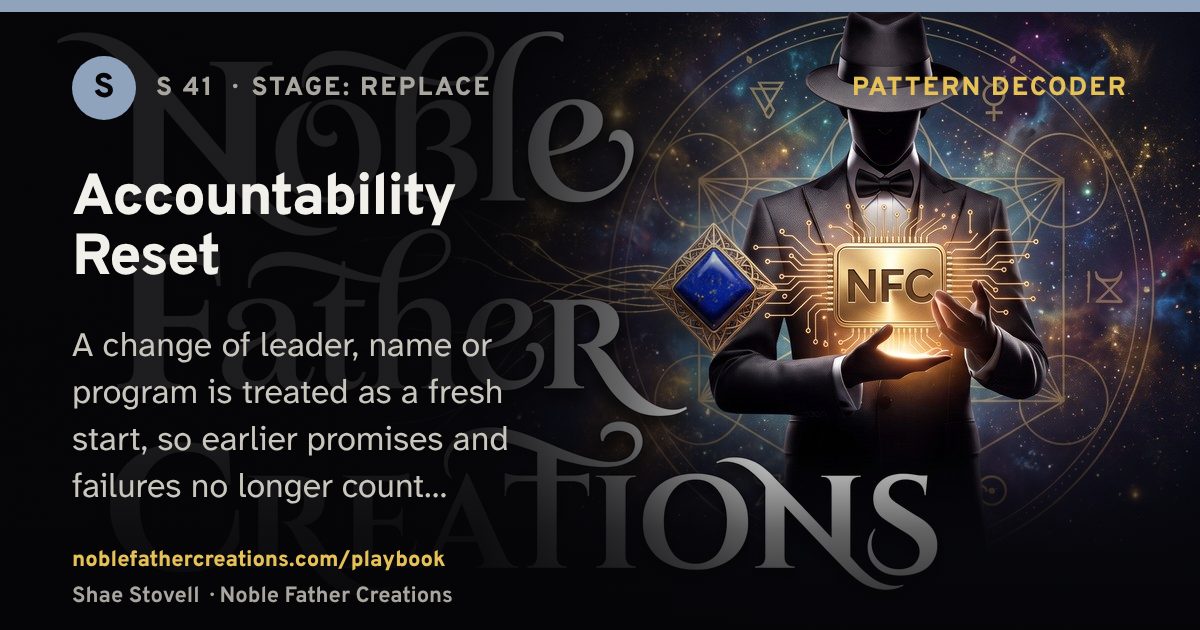 S
S 41 · STAGE: REPLACE
PATTERN DECODER
Accountability
Reset
A change of leader, name or
program is treated as a fresh
start, so earlier promises and
failures no longer count...
noblefathercreations.com/playbook
Shae Stovell · Noble Father Creations
Noble
Father
Creations
NFC